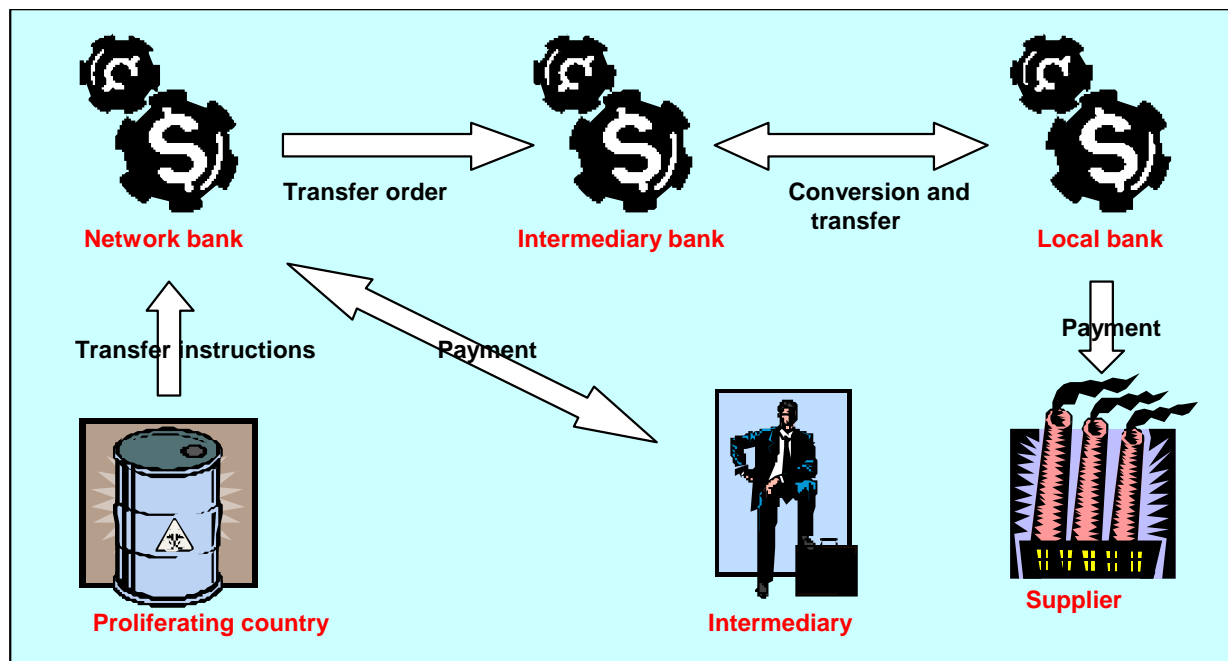 Transfer order
Conversion and
transfer
Network bank
Intermediary bank
Local bank
Transfer instructions
Payment
Payment
Proliferating country
Intermediary
Supplier